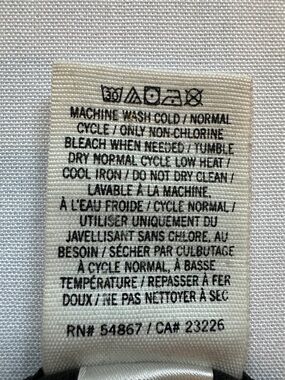 MACHINE WASH COLD / NORMAL
CYCLE / ONLY NON-CHLORINE
BLEACH WHEN NEEDED / TUMBLE
DRY NORMAL CYCLE LOW HEAT /
COOL IRON / DO NOT DRY CLEAN /
LAVABLE À LA MACHINE,
À L'EAU FROIDE / CYCLE NORMAL /
UTILISER UNIQUEMENT DU
JAVELLISANT SANS CHLORE, AU
BESOIN / SÉCHER PAR CULBUTAGE
À CYCLE NORMAL, À BASSE
TEMPÉRATURE / REPASSER À FER
DOUX / NE PAS NETTOYER À SEC
RN# 54867 / CA# 23226